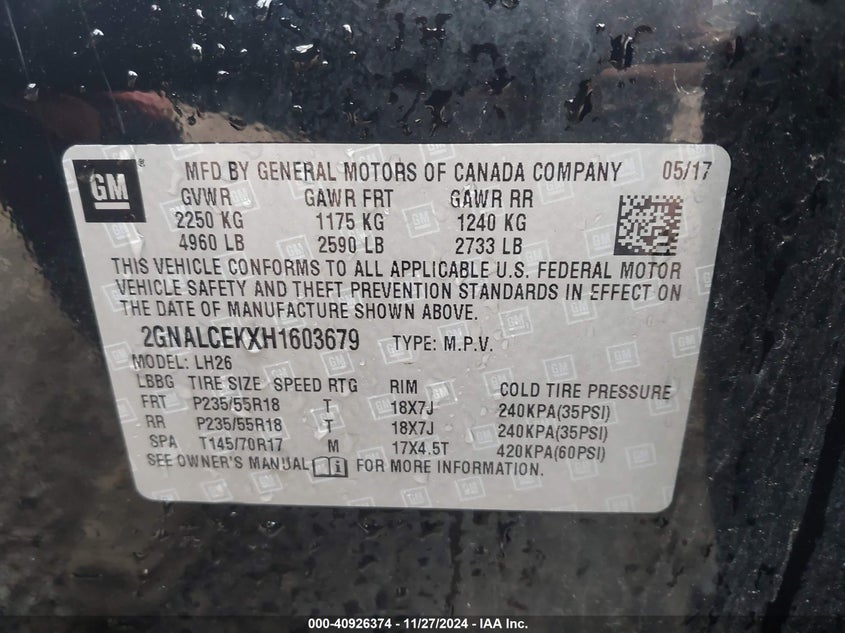 GM ® MFD BY GENERAL MOTORS OF CANADA COMPANY 05/17
GVWR GAWR FRT GAWR RR
2250 KG 1175 KG 1240 KG
4960 LB 2590 LB 2733 LB
THIS VEHICLE CONFORMS TO ALL APPLICABLE U.S. FEDERAL MOTOR
VEHICLE SAFETY AND THEFT PREVENTION STANDARDS IN EFFECT ON
THE DATE OF MANUFACTURE SHOWN ABOVE.
2GNALCEKXH1603679 TYPE: M.P.V.
MODEL: LH26
LBBG TIRE SIZE SPEED RTG RIM COLD TIRE PRESSURE
FRT P235/55R18 T 18X7J 240KPA(35PSI)
RR P235/55R18 T 18X7J 240KPA(35PSI)
SPA T145/70R17 M 17X4.5T 420KPA(60PSI)
SEE OWNER'S MANUAL FOR MORE INFORMATION.
000-40926374 - 11/27/2024 - IAA Inc.